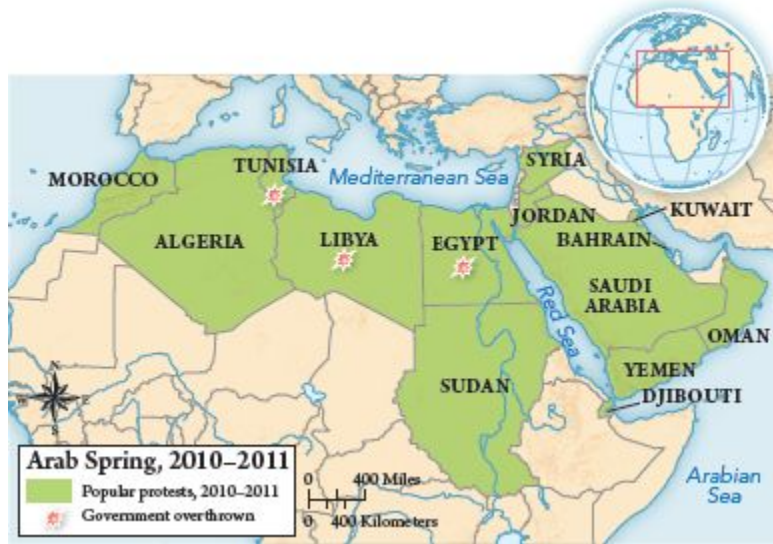 MOROCCO
TUNISIA
Mediterranean Sea
SYRIA
ALGERIA
LIBYA
EGYPT
JORDAN
KUWAIT
BAHRAIN
SAUDI
ARABIA
Red Sea
OMAN
YEMEN
SUDAN
DJIBOUTI
N
W E
S
Arab Spring, 2010–2011
Popular protests, 2010–2011
Government overthrown
0 400 Miles
0 400 Kilometers
Arabian
Sea